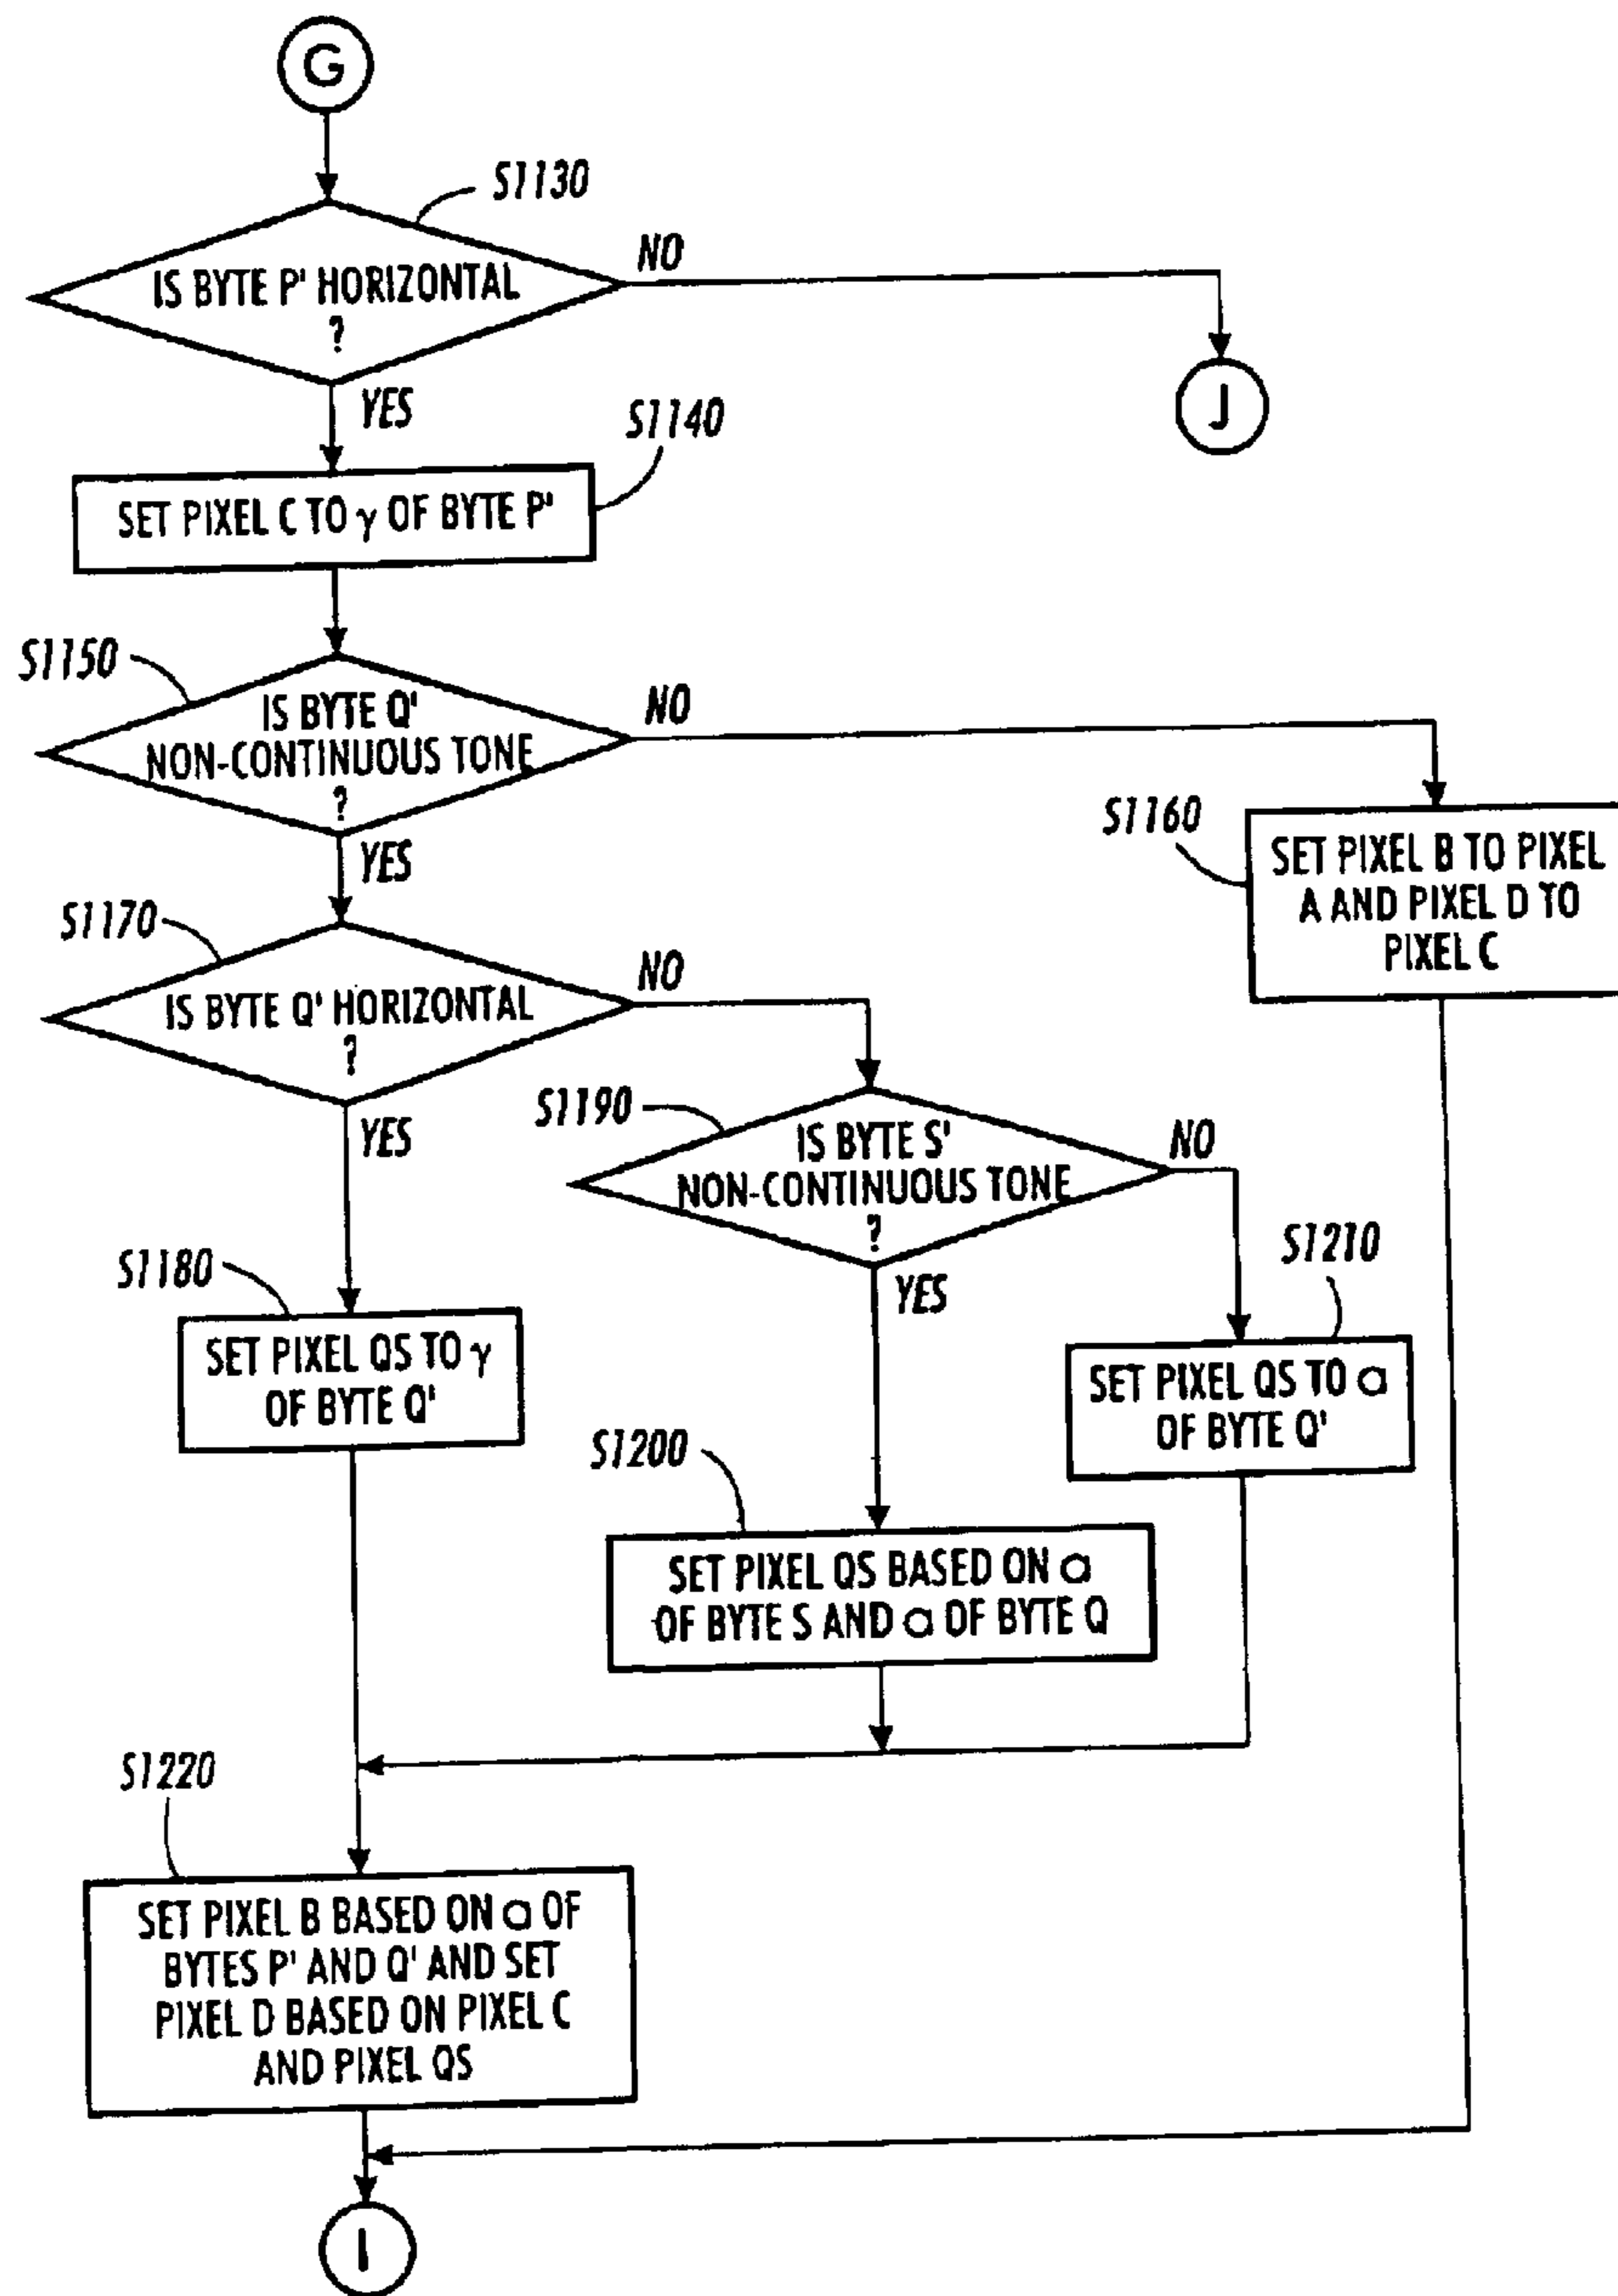 G
S1130
IS BYTE P' HORIZONTAL
?
NO
YES
J
S1140
SET PIXEL C TO γ OF BYTE P'
S1150
IS BYTE Q'
NON-CONTINUOUS TONE
?
NO
YES
S1160
SET PIXEL B TO PIXEL
A AND PIXEL D TO
PIXEL C
S1170
IS BYTE Q' HORIZONTAL
?
NO
YES
S1190
IS BYTE S'
NON-CONTINUOUS TONE
?
NO
YES
S1180
SET PIXEL QS TO γ
OF BYTE Q'
S1210
SET PIXEL QS TO α
OF BYTE Q'
S1200
SET PIXEL QS BASED ON α
OF BYTE S AND α OF BYTE Q
S1220
SET PIXEL B BASED ON α OF
BYTES P' AND Q' AND SET
PIXEL D BASED ON PIXEL C
AND PIXEL QS
I